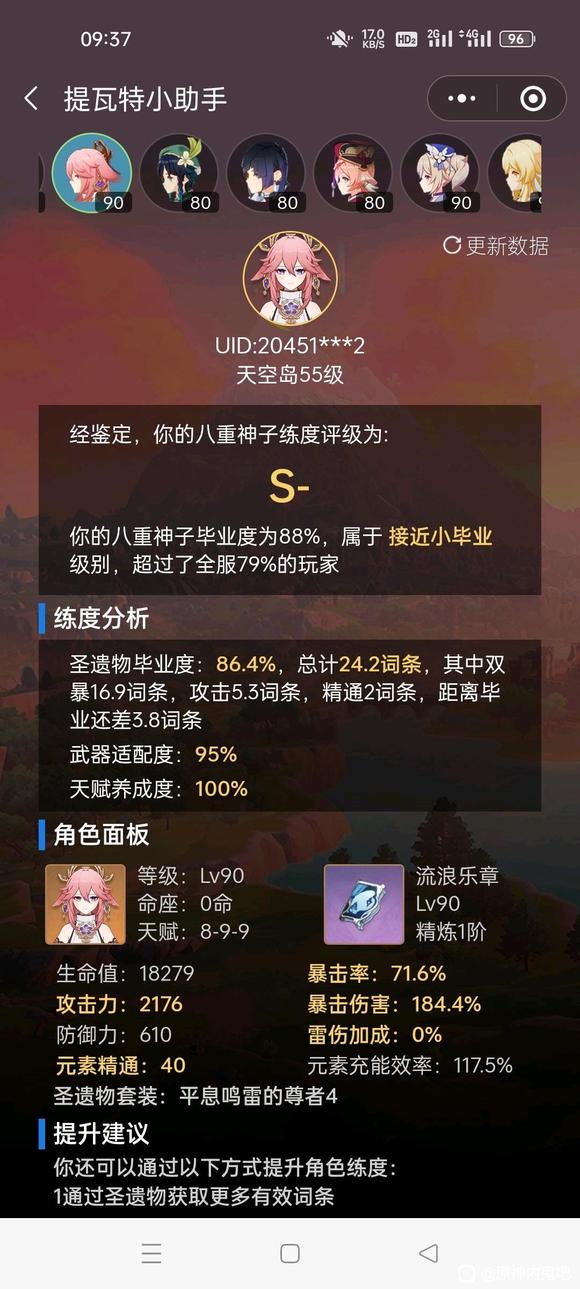 09:37
17.0
KB/S
HD2
2G
4G
96
提瓦特小助手
90
80
80
80
90
更新数据
UID:20451***2
天空岛55级
经鉴定，你的八重神子练度评级为:
S-
你的八重神子毕业度为88%，属于 接近小毕业
级别，超过了全服79%的玩家
练度分析
圣遗物毕业度：86.4%，总计24.2词条，其中双
暴16.9词条，攻击5.3词条，精通2词条，距离毕
业还差3.8词条
武器适配度：95%
天赋养成度：100%
角色面板
等级：Lv90
命座：0命
天赋：8-9-9
流浪乐章
Lv90
精炼1阶
生命值：18279
暴击率：71.6%
攻击力：2176
暴击伤害：184.4%
防御力：610
雷伤加成：0%
元素精通：40
元素充能效率：117.5%
圣遗物套装：平息鸣雷的尊者4
提升建议
你还可以通过以下方式提升角色练度：
1通过圣遗物获取更多有效词条
@原神内鬼吧